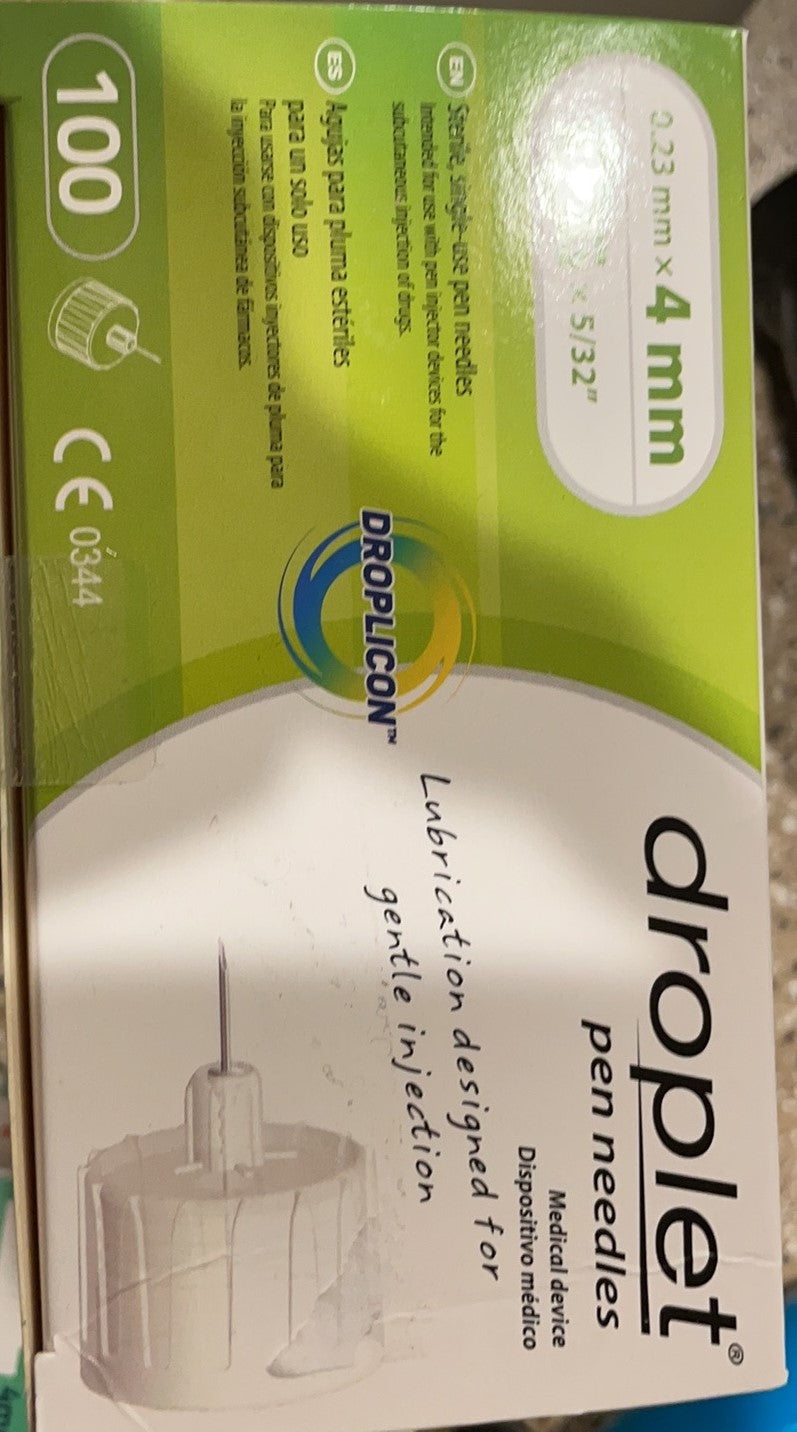 0.23 mm × 4 mm
× 5/32"
EN Sterile, single-use pen needles
Intended for use with pen injector devices for the
subcutaneous injection of drugs.
ES Agujas para pluma estériles
para un solo uso
Para usarse con dispositivos inyectores de pluma para
la inyección subcutánea de fármacos.
100
CE 0344
droplet®
pen needles
Medical device
Dispositivo médico
DROPLICON™
Lubrication designed for
gentle injection